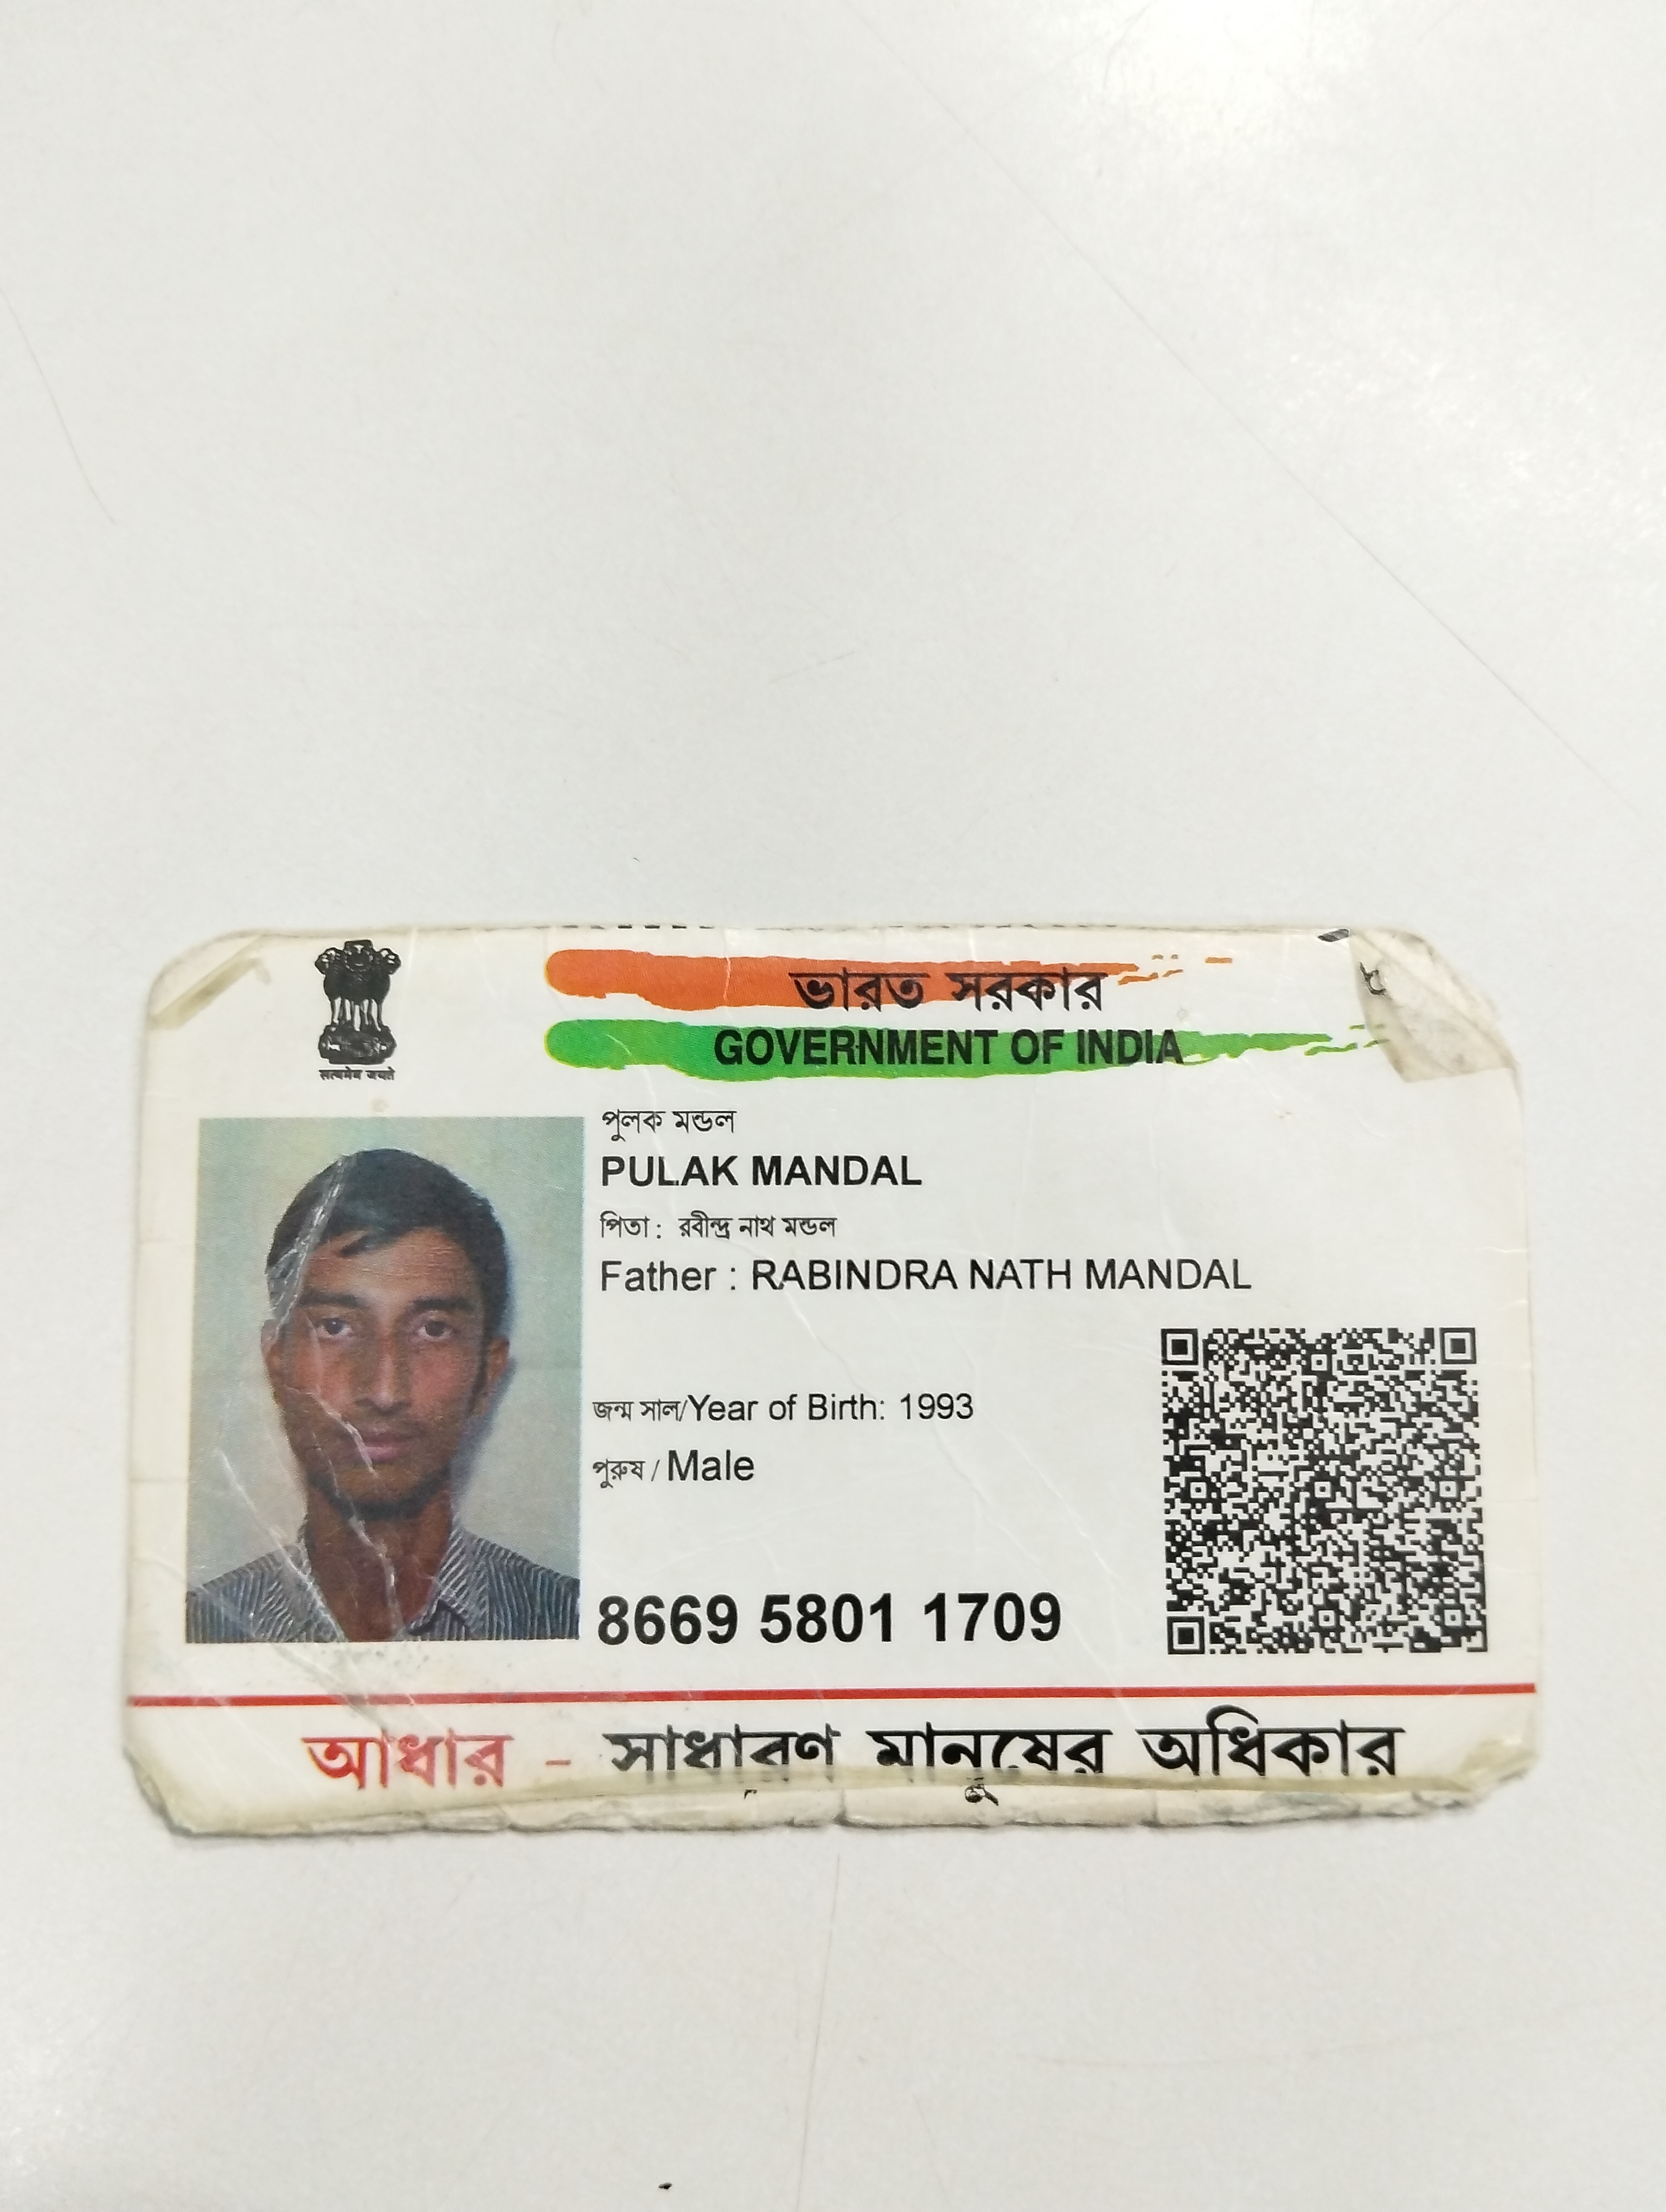 ভারত সরকার
GOVERNMENT OF INDIA
सत्यमेव जयते
পুলক মন্ডল
PULAK MANDAL
পিতা : রবীন্দ্র নাথ মন্ডল
Father : RABINDRA NATH MANDAL
জন্ম সাল/Year of Birth: 1993
পুরুষ / Male
8669 5801 1709
আধার - সাধারণ মানুষের অধিকার